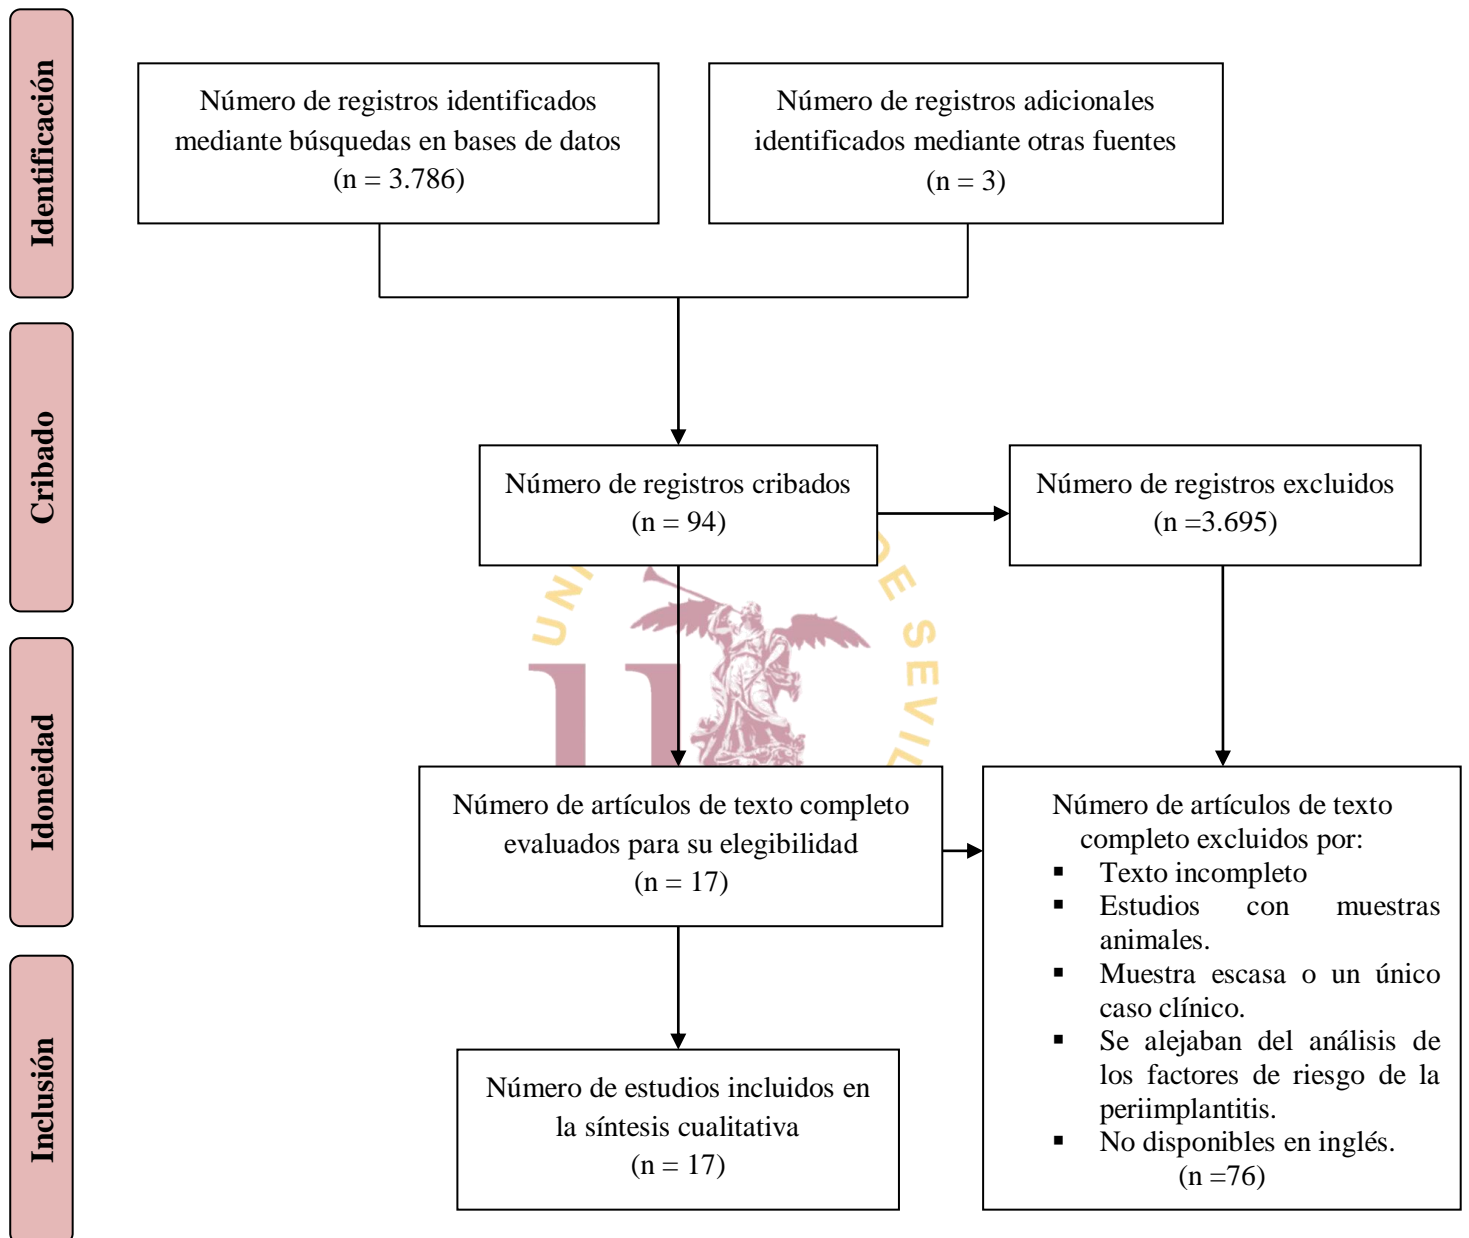 Identificación
Número de registros identificados
mediante búsquedas en bases de datos
(n = 3.786)
Número de registros adicionales
identificados mediante otras fuentes
(n = 3)
Cribado
Número de registros cribados
(n = 94)
Número de registros excluidos
(n =3.695)
UNI
DE SEVIL
Idoneidad
Número de artículos de texto completo
evaluados para su elegibilidad
(n = 17)
Número de artículos de texto
completo excluidos por:
▪ Texto incompleto
▪ Estudios con muestras
animales.
▪ Muestra escasa o un único
caso clínico.
▪ Se alejaban del análisis de
los factores de riesgo de la
periimplantitis.
▪ No disponibles en inglés.
(n =76)
Inclusión
Número de estudios incluidos en
la síntesis cualitativa
(n = 17)